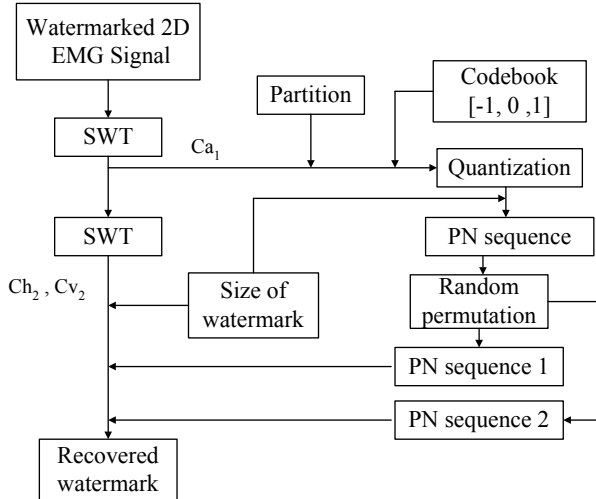 Watermarked 2D
EMG Signal
Codebook
[-1, 0 ,1]
Partition
SWT
Ca1
Quantization
SWT
PN sequence
Ch2 , Cv2
Size of
watermark
Random
permutation
PN sequence 1
PN sequence 2
Recovered
watermark